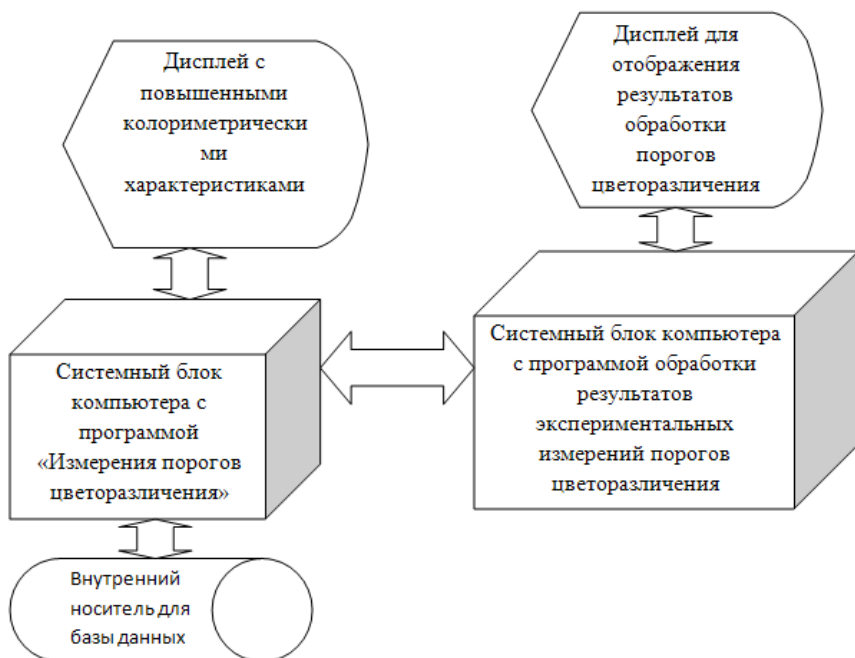 Дисплей с
повышенными
колориметрически
ми
характеристиками
Дисплей для
отображения
результатов
обработки
порогов
цветоразличения
Системный блок
компьютера с
программой
«Измерения порогов
цветоразличения»
Системный блок компьютера
с программой обработки
результатов
экспериментальных
измерений порогов
цветоразличения
Внутренний
носитель для
базы данных